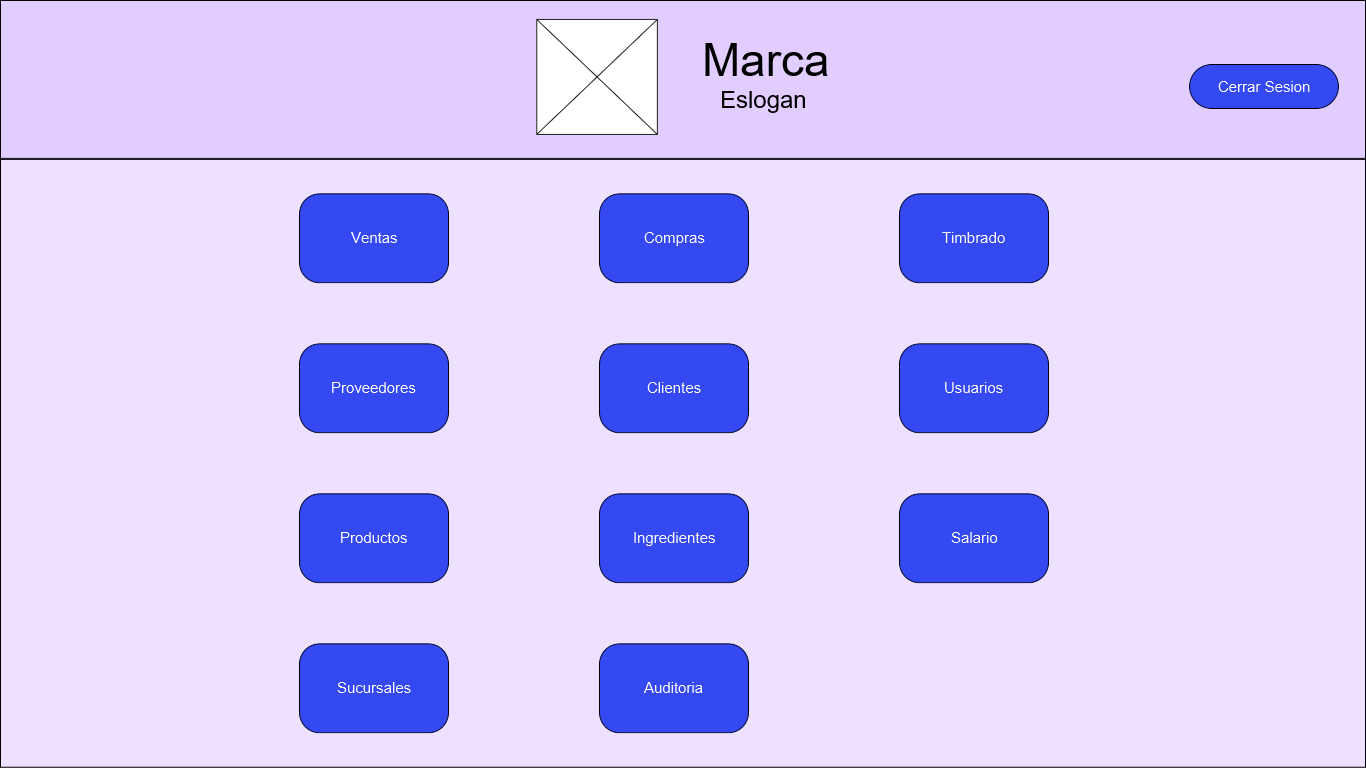 Marca
Eslogan
Cerrar Sesion
Ventas
Compras
Timbrado
Proveedores
Clientes
Usuarios
Productos
Ingredientes
Salario
Sucursales
Auditoria